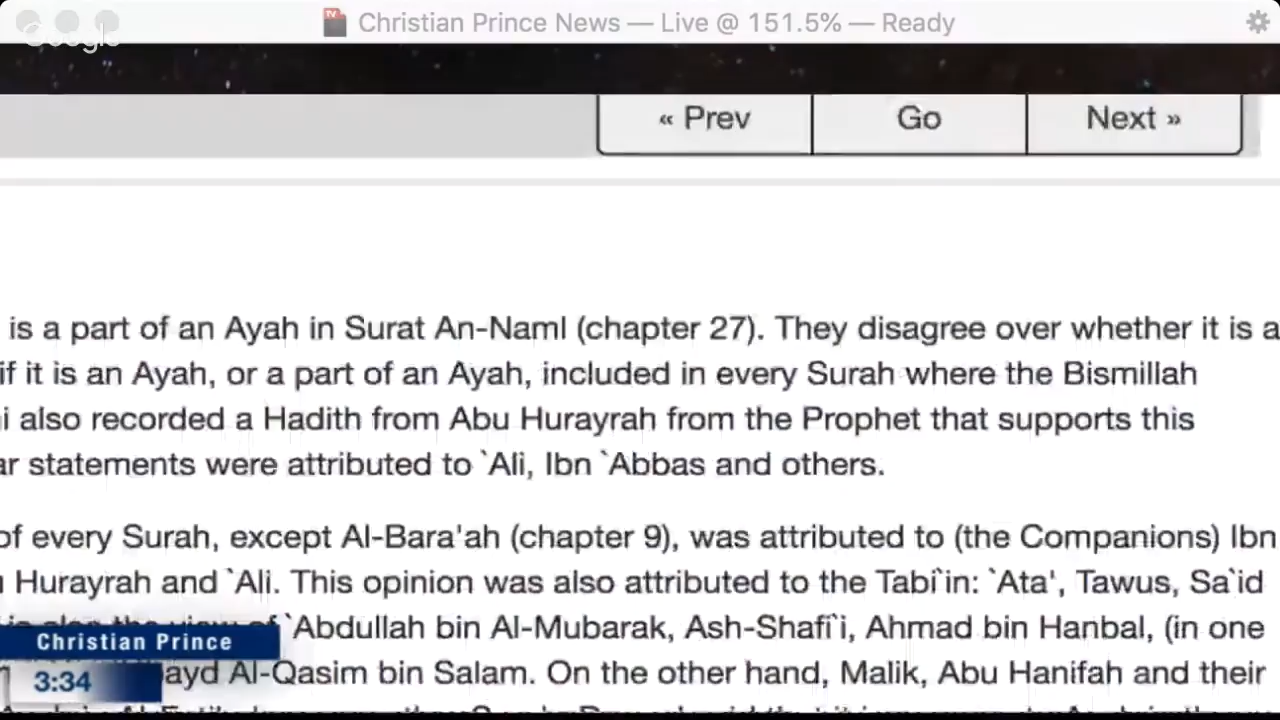 Christian Prince News — Live @ 151.5% — Ready
Google
« Prev
Go
Next »
is a part of an Ayah in Surat An-Naml (chapter 27). They disagree over whether it is a
if it is an Ayah, or a part of an Ayah, included in every Surah where the Bismillah
i also recorded a Hadith from Abu Hurayrah from the Prophet that supports this
ar statements were attributed to `Ali, Ibn `Abbas and others.
of every Surah, except Al-Bara'ah (chapter 9), was attributed to (the Companions) Ibn
Hurayrah and `Ali. This opinion was also attributed to the Tabi`in: `Ata', Tawus, Sa`id
is also the view of `Abdullah bin Al-Mubarak, Ash-Shafi`i, Ahmad bin Hanbal, (in one
Christian Prince
ayd Al-Qasim bin Salam. On the other hand, Malik, Abu Hanifah and their
3:34